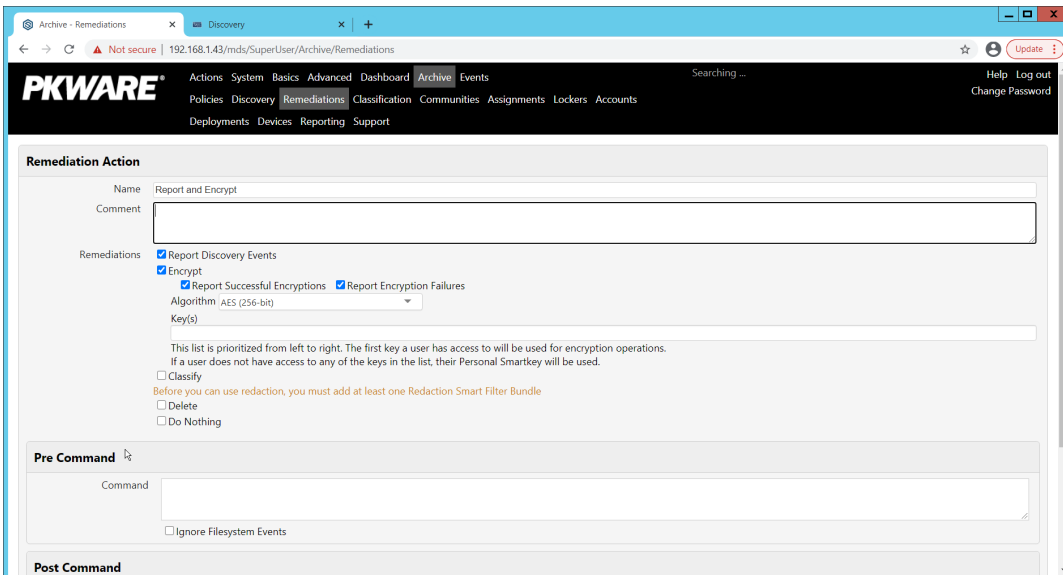 Archive - Remediations
Discovery
Not secure | 192.168.1.43/mds/SuperUser/Archive/Remediations
Update
PKWARE®
Actions System Basics Advanced Dashboard Archive Events
Searching ...
Help Log out
Policies Discovery Remediations Classification Communities Assignments Lockers Accounts
Change Password
Deployments Devices Reporting Support
Remediation Action
Name Report and Encrypt
Comment
Remediations Report Discovery Events
Encrypt
Report Successful Encryptions Report Encryption Failures
Algorithm AES (256-bit)
Key(s)
This list is prioritized from left to right. The first key a user has access to will be used for encryption operations.
If a user does not have access to any of the keys in the list, their Personal Smartkey will be used.
Classify
Before you can use redaction, you must add at least one Redaction Smart Filter Bundle
Delete
Do Nothing
Pre Command
Command
Ignore Filesystem Events
Post Command